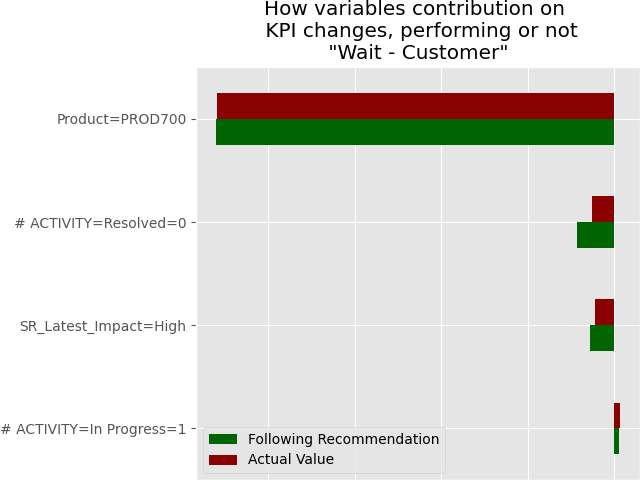 How variables contribution on
KPI changes, performing or not
"Wait - Customer"
Product=PROD700
# ACTIVITY=Resolved=0
SR_Latest_Impact=High
# ACTIVITY=In Progress=1
Following Recommendation
Actual Value